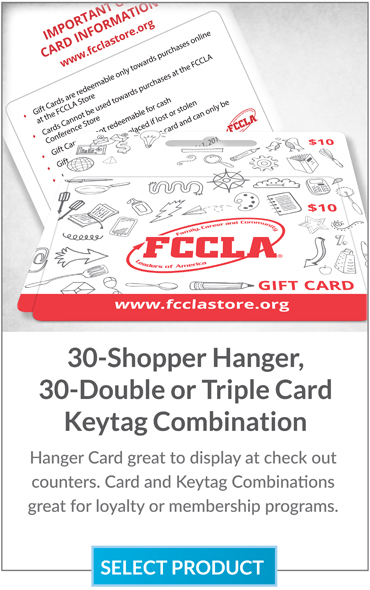 IMPORTANT
CARD INFORMATION
www.fcclastore.org
Gift Cards are redeemable only towards purchases online
at the FCCLA Store
Cards Cannot be used towards purchases at the FCCLA
Conference Store
Gift Car not redeemable for cash
Gift placed if lost or stolen
card and can only be
FCCLA
$10
$10
Family, Career and Community
FCCLA®
Leaders of America
GIFT CARD
www.fcclastore.org
30-Shopper Hanger,
30-Double or Triple Card
Keytag Combination
Hanger Card great to display at check out
counters. Card and Keytag Combinations
great for loyalty or membership programs.
SELECT PRODUCT